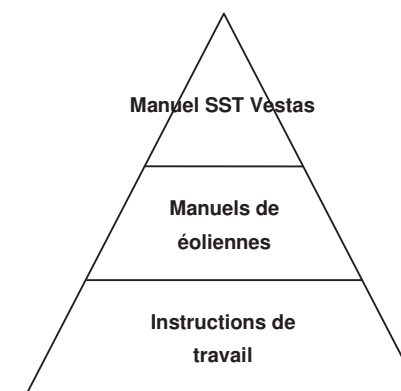 Manuel SST Vestas
Manuels de
éoliennes
Instructions de
travail